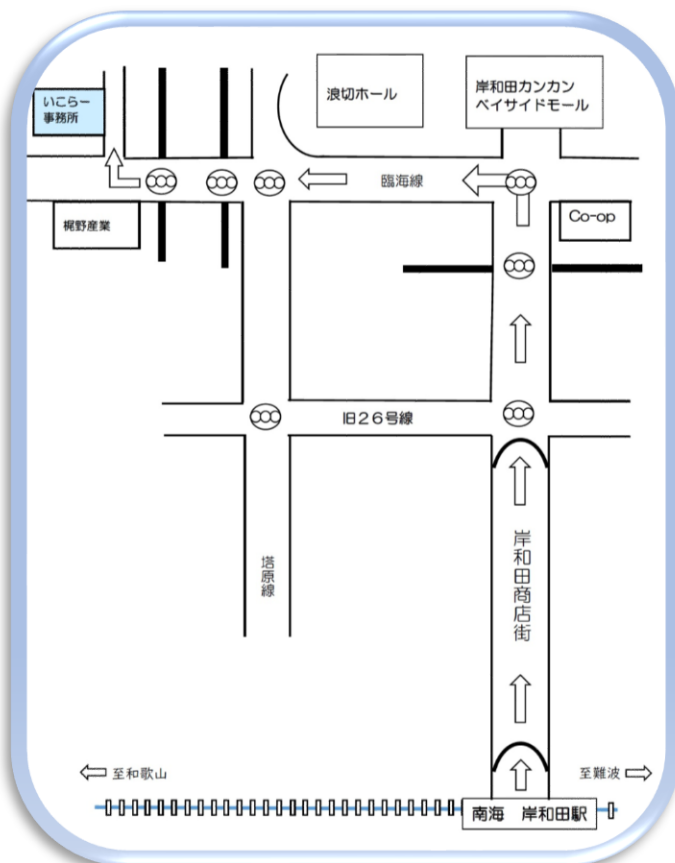 いこらー
事務所
浪切ホール
岸和田カンカン
ベイサイドモール
臨海線
梶野産業
Co-op
旧26号線
塔原線
岸和田商店街
至和歌山
至難波
南海 岸和田駅